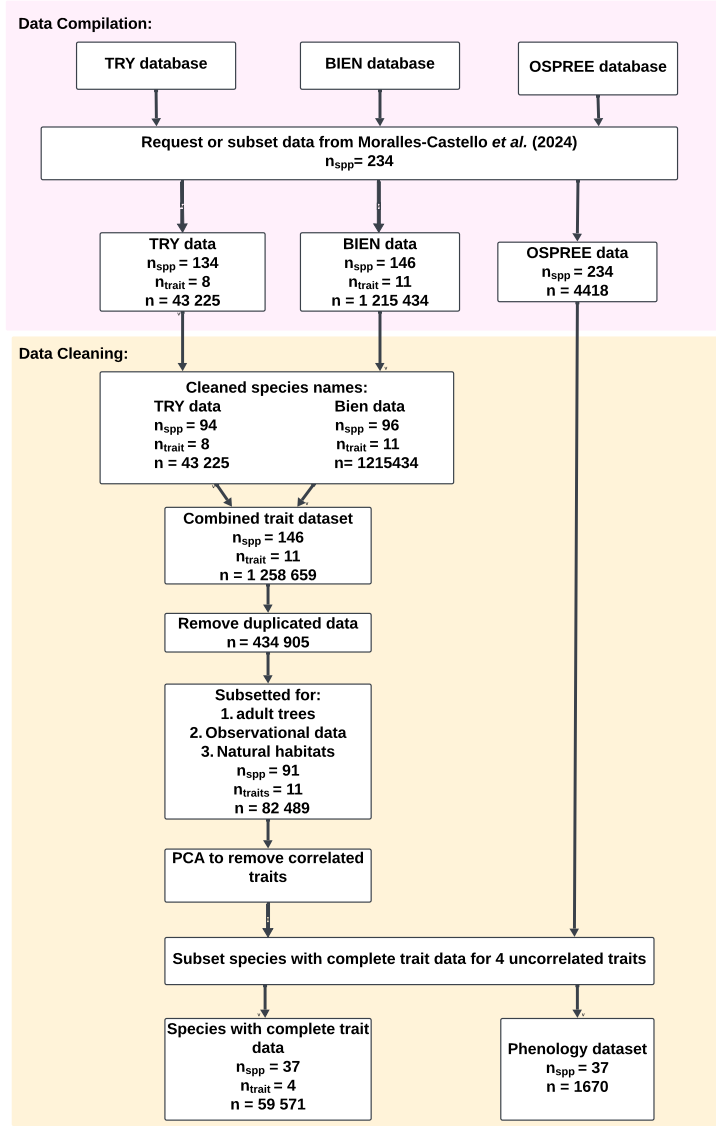 Data Compilation:
TRY database
BIEN database
OSPREE database
Request or subset data from Moralles-Castello et al. (2024)
nspp= 234
TRY data
nspp = 134
ntrait = 8
n = 43 225
BIEN data
nspp = 146
ntrait = 11
n = 1 215 434
OSPREE data
nspp = 234
n = 4418
Data Cleaning:
Cleaned species names:
TRY data
nspp = 94
ntrait = 8
n = 43 225
Bien data
nspp = 96
ntrait = 11
n= 1215434
Combined trait dataset
nspp = 146
ntrait = 11
n = 1 258 659
Remove duplicated data
n = 434 905
Subsetted for:
1. adult trees
2. Observational data
3. Natural habitats
nspp = 91
ntraits = 11
n = 82 489
PCA to remove correlated
traits
Subset species with complete trait data for 4 uncorrelated traits
Species with complete trait
data
nspp = 37
ntrait = 4
n = 59 571
Phenology dataset
nspp = 37
n = 1670